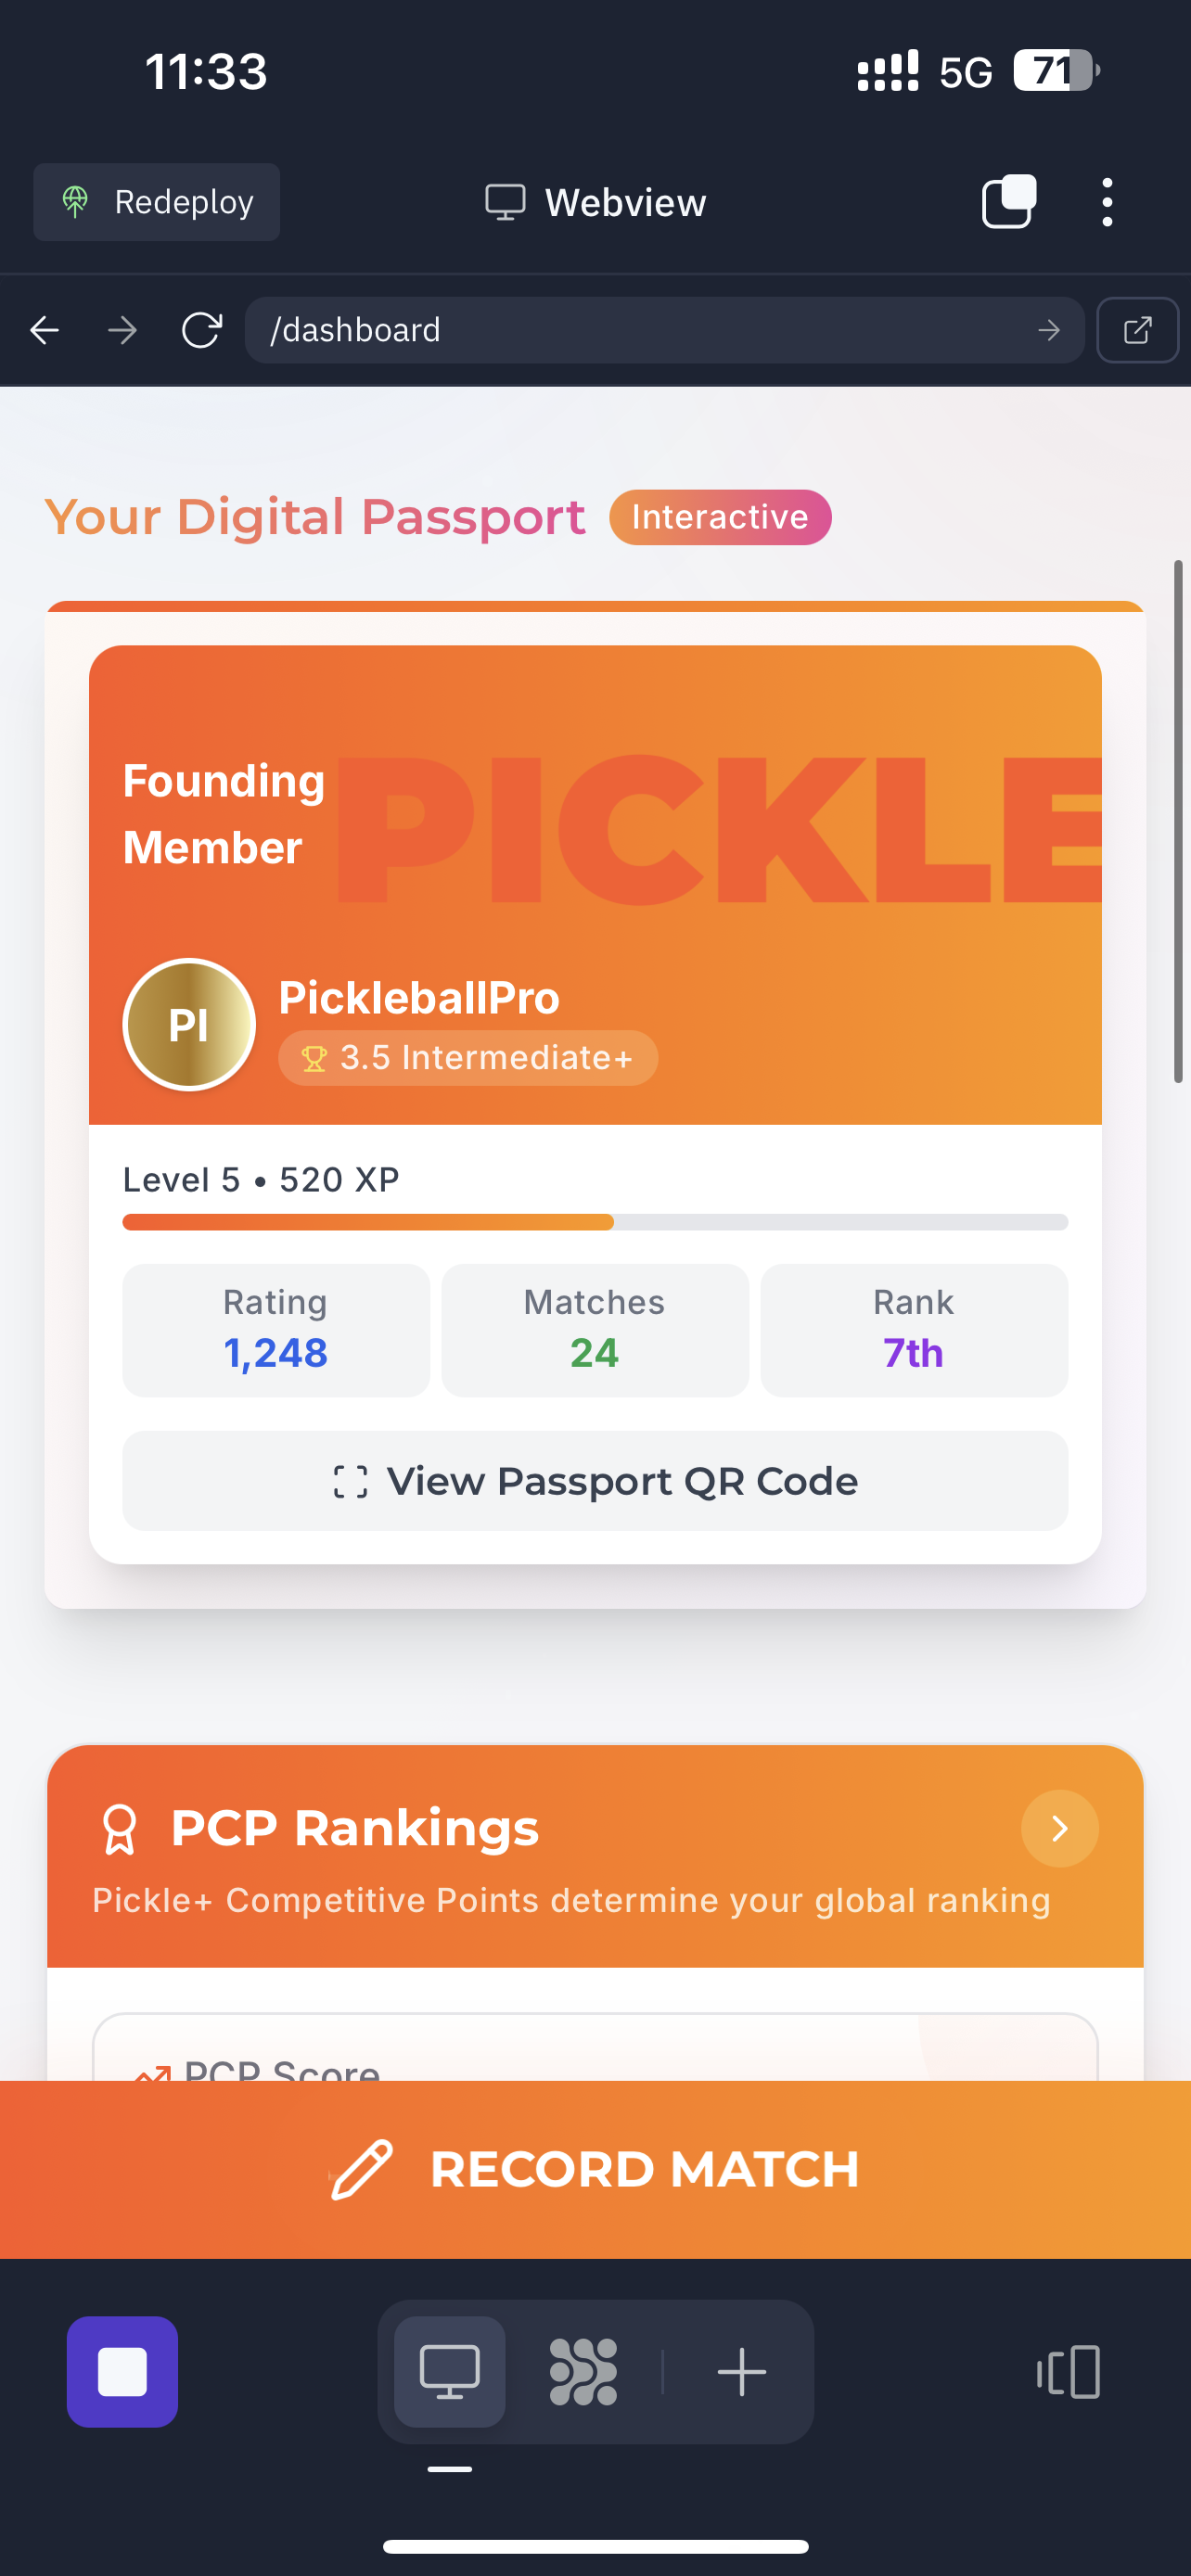 11:33
5G
71
Redeploy
Webview
/dashboard
Your Digital Passport
Interactive
Founding
Member
PICKLE
PI
PickleballPro
3.5 Intermediate+
Level 5 • 520 XP
Rating
Matches
Rank
1,248
24
7th
View Passport QR Code
PCP Rankings
Pickle+ Competitive Points determine your global ranking
PCP Score
RECORD MATCH